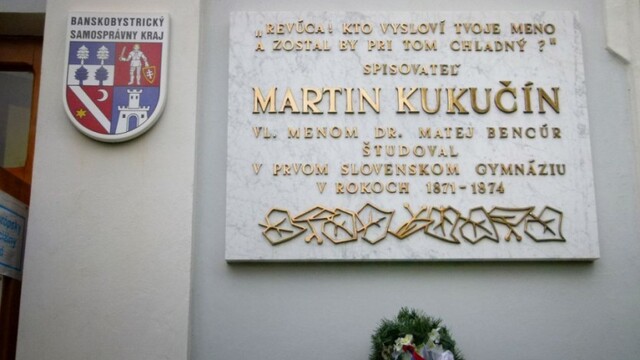 BANSKOBYSTRICKÝ
SAMOSPRÁVNY KRAJ
„REVÚCA! KTO VYSLOVÍ TVOJE MENO
A ZOSTAL BY PRI TOM CHLADNÝ?"
SPISOVATEĽ
MARTIN KUKUČÍN
VL. MENOM DR. MATEJ BENCÚR
ŠTUDOVAL
V PRVOM SLOVENSKOM GYMNÁZIU
V ROKOCH 1871-1874